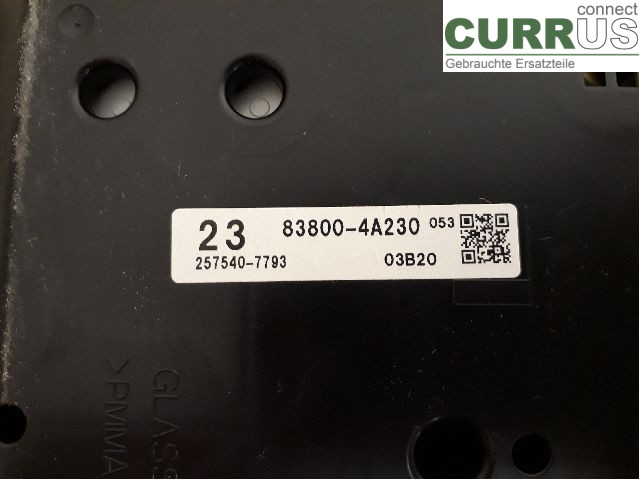 connect
CURRUS
Gebrauchte Ersatzteile
23 83800-4A230 053
257540-7793 03B20
GLASS
>PMMA